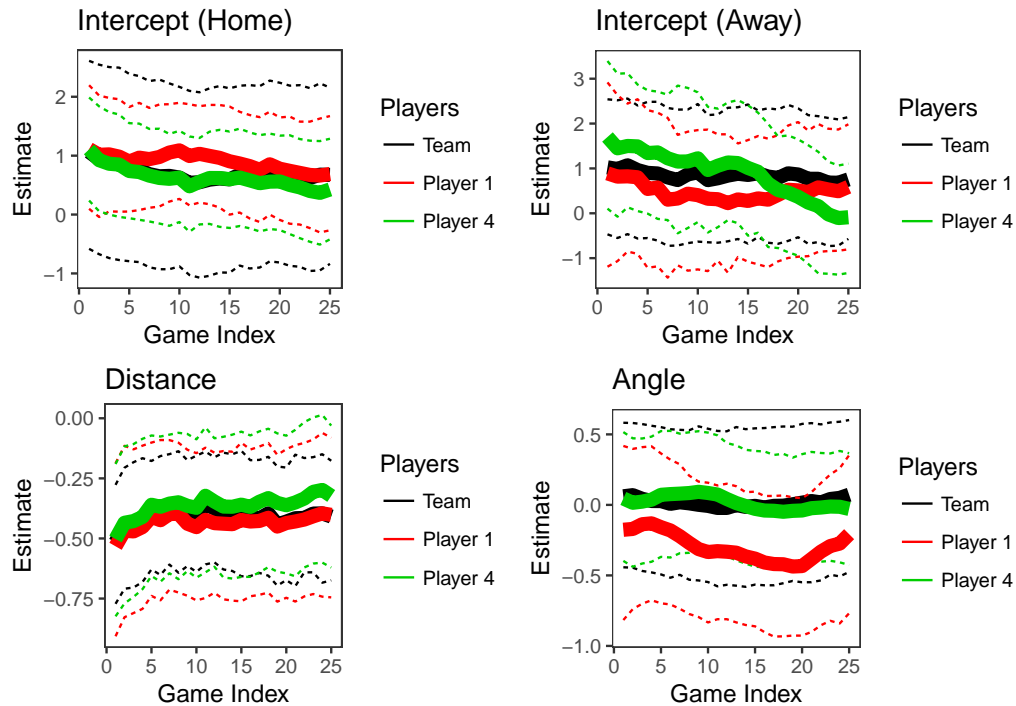 Intercept (Home)
Estimate
2
1
0
−1
0 5 10 15 20 25
Game Index
Players
Team
Player 1
Player 4
Intercept (Away)
Estimate
3
2
1
0
−1
0 5 10 15 20 25
Game Index
Players
Team
Player 1
Player 4
Distance
Estimate
0.00
−0.25
−0.50
−0.75
0 5 10 15 20 25
Game Index
Players
Team
Player 1
Player 4
Angle
Estimate
0.5
0.0
−0.5
−1.0
0 5 10 15 20 25
Game Index
Players
Team
Player 1
Player 4